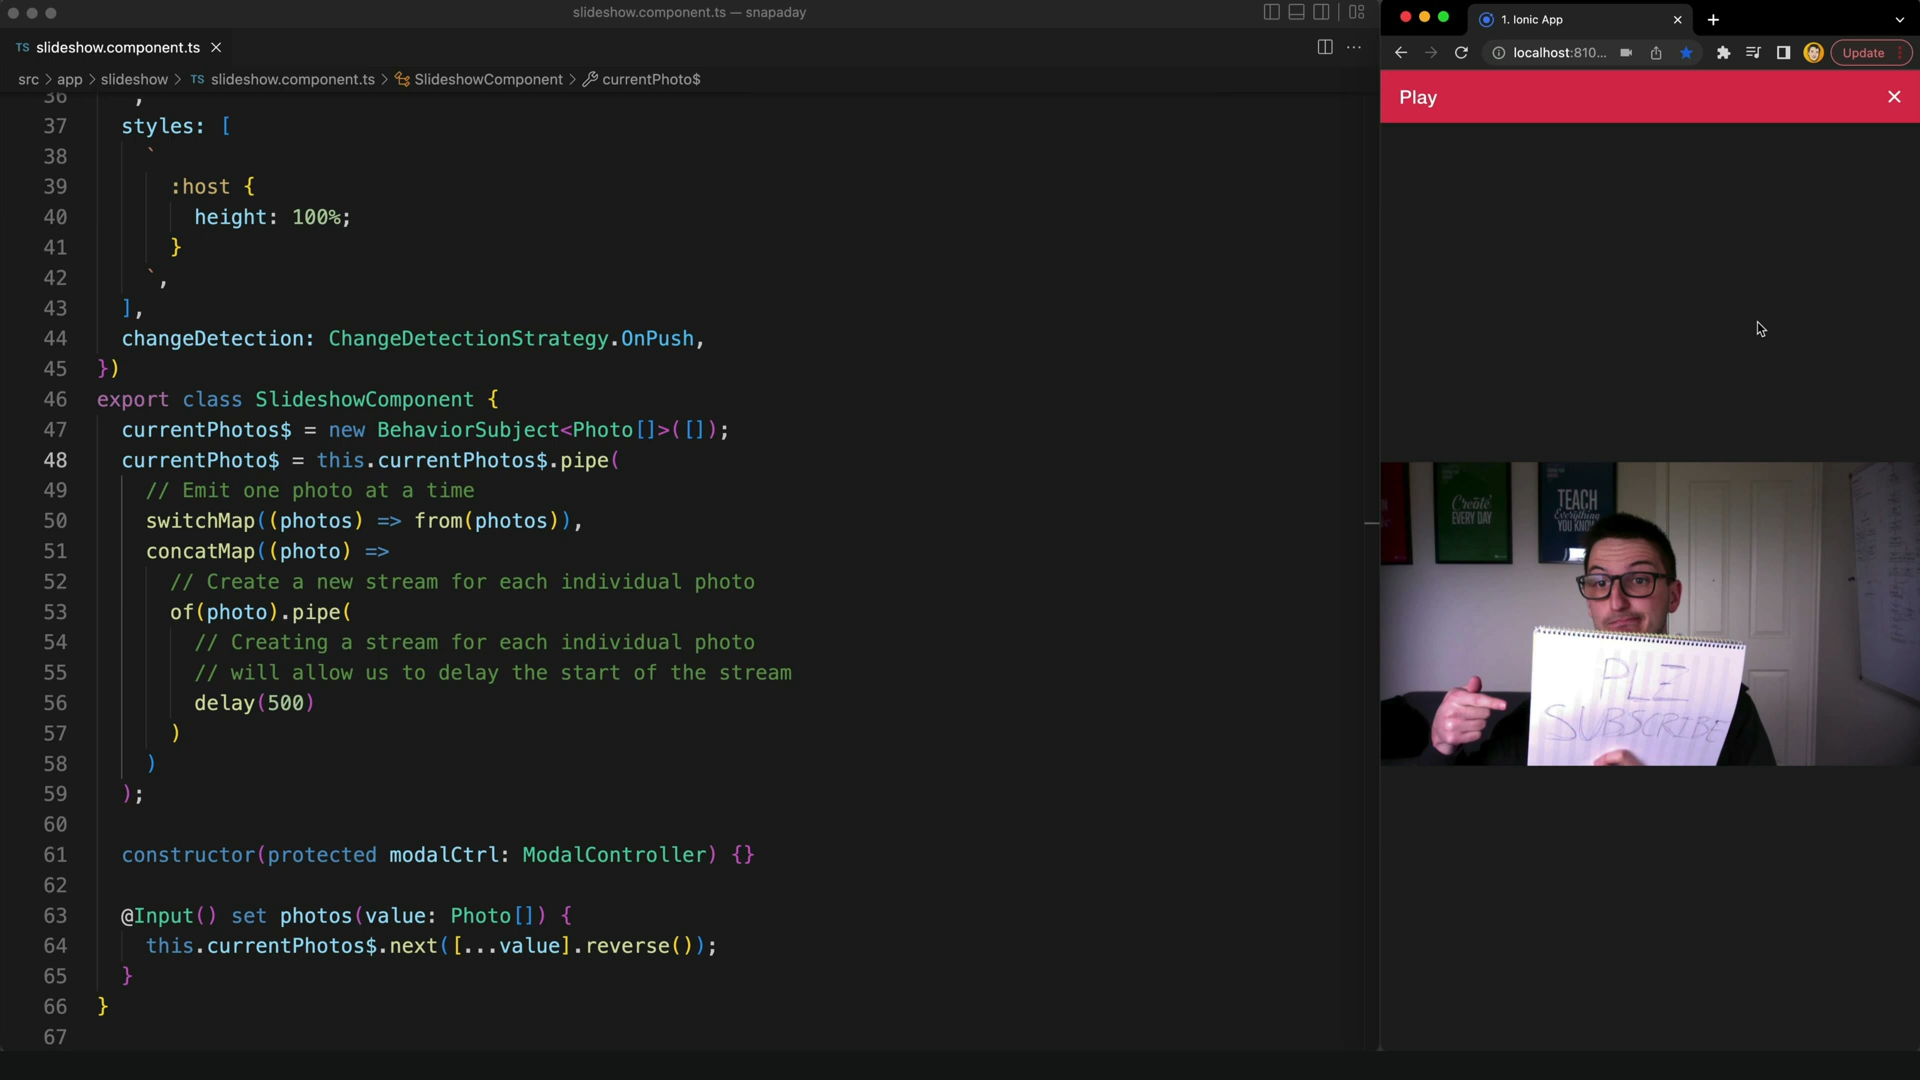 slideshow.component.ts — snapaday
TS slideshow.component.ts
src > app > slideshow > TS slideshow.component.ts > SlideshowComponent > currentPhoto$
36 ,
37 styles: [
38 `
39 :host {
40 height: 100%;
41 }
42 `,
43 ],
44 changeDetection: ChangeDetectionStrategy.OnPush,
45 })
46 export class SlideshowComponent {
47 currentPhotos$ = new BehaviorSubject<Photo[]>([]);
48 currentPhoto$ = this.currentPhotos$.pipe(
49 // Emit one photo at a time
50 switchMap((photos) => from(photos)),
51 concatMap((photo) =>
52 // Create a new stream for each individual photo
53 of(photo).pipe(
54 // Creating a stream for each individual photo
55 // will allow us to delay the start of the stream
56 delay(500)
57 )
58 )
59 );
60
61 constructor(protected modalCtrl: ModalController) {}
62
63 @Input() set photos(value: Photo[]) {
64 this.currentPhotos$.next([...value].reverse());
65 }
66 }
67
1. Ionic App
localhost:810...
Update
Play
Create
EVERY DAY
TEACH
Everything
YOU KNOW
PLZ
SUBSCRIBE